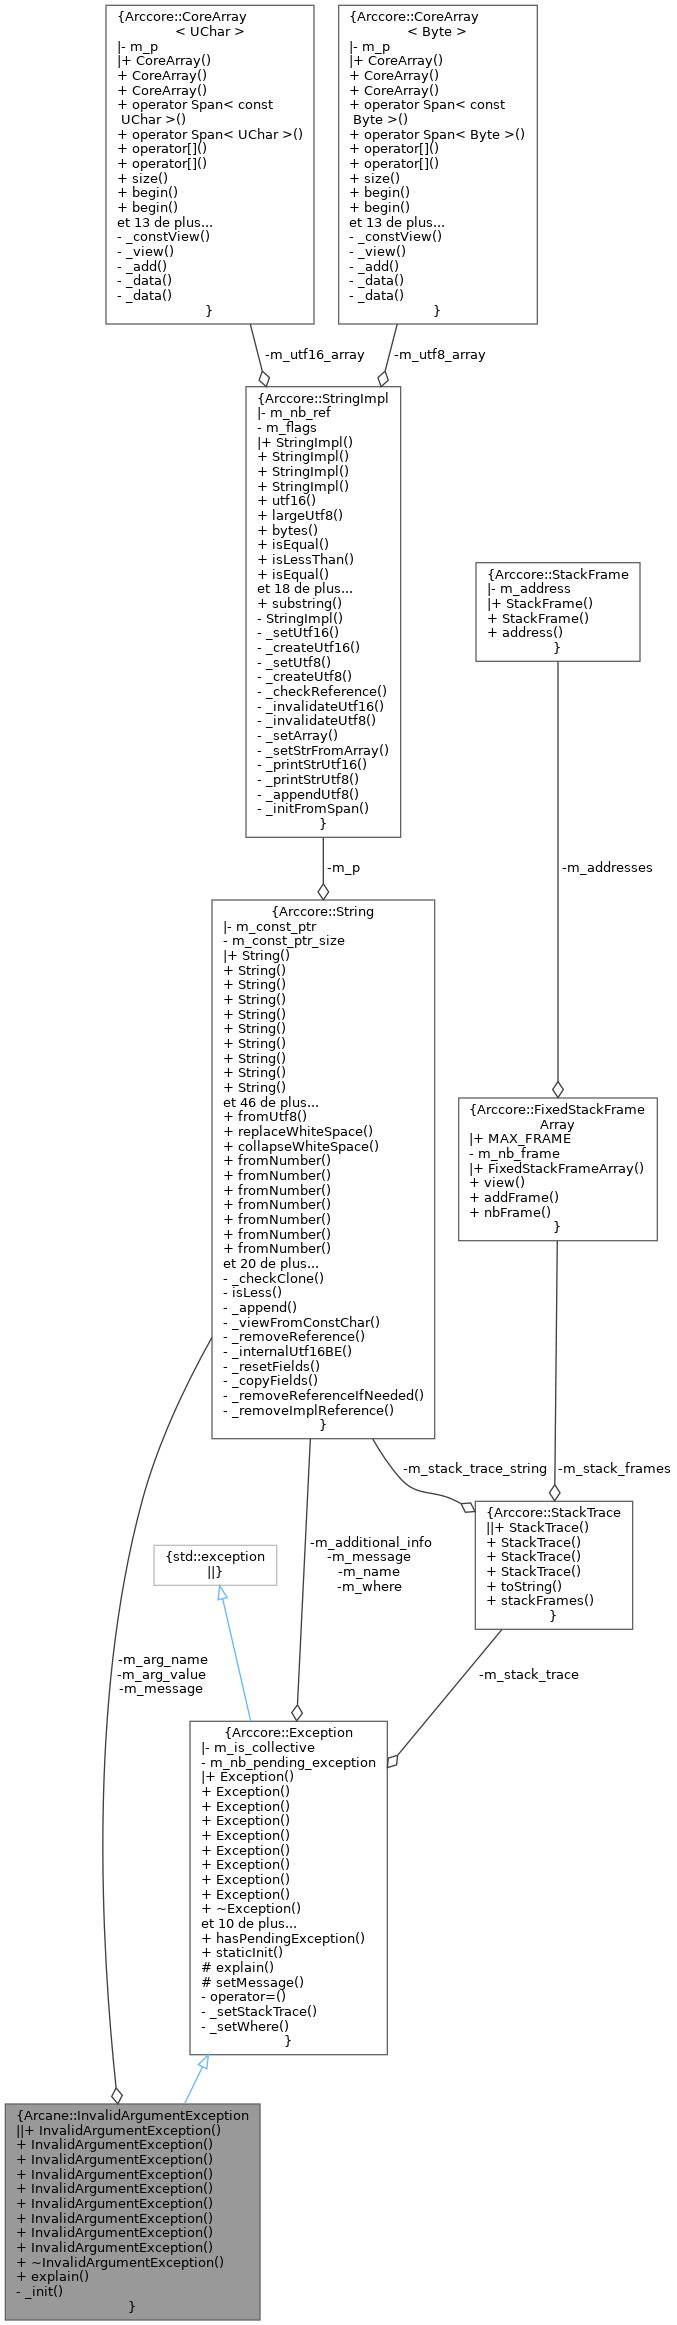 {Arccore::CoreArray
< UChar >
|- m_p
|+ CoreArray()
+ CoreArray()
+ CoreArray()
+ operator Span< const
UChar >()
+ operator Span< UChar >()
+ operator[]()
+ operator[]()
+ size()
+ begin()
+ begin()
et 13 de plus...
- _constView()
- _view()
- _add()
- _data()
- _data()
}
{Arccore::CoreArray
< Byte >
|- m_p
|+ CoreArray()
+ CoreArray()
+ CoreArray()
+ operator Span< const
Byte >()
+ operator Span< Byte >()
+ operator[]()
+ operator[]()
+ size()
+ begin()
+ begin()
et 13 de plus...
- _constView()
- _view()
- _add()
- _data()
- _data()
}
-m_utf16_array
-m_utf8_array
{Arccore::StringImpl
|- m_nb_ref
- m_flags
|+ StringImpl()
+ StringImpl()
+ StringImpl()
+ StringImpl()
+ utf16()
+ largeUtf8()
+ bytes()
+ isEqual()
+ isLessThan()
+ isEqual()
et 18 de plus...
+ substring()
- StringImpl()
- _setUtf16()
- _createUtf16()
- _setUtf8()
- _createUtf8()
- _checkReference()
- _invalidateUtf16()
- _invalidateUtf8()
- _setArray()
- _setStrFromArray()
- _printStrUtf16()
- _printStrUtf8()
- _appendUtf8()
- _initFromSpan()
}
{Arccore::StackFrame
|- m_address
|+ StackFrame()
+ StackFrame()
+ address()
}
-m_p
-m_addresses
{Arccore::String
|- m_const_ptr
- m_const_ptr_size
|+ String()
+ String()
+ String()
+ String()
+ String()
+ String()
+ String()
+ String()
+ String()
+ String()
et 46 de plus...
+ fromUtf8()
+ replaceWhiteSpace()
+ collapseWhiteSpace()
+ fromNumber()
+ fromNumber()
+ fromNumber()
+ fromNumber()
+ fromNumber()
+ fromNumber()
+ fromNumber()
et 20 de plus...
- _checkClone()
- isLess()
- _append()
- _viewFromConstChar()
- _removeReference()
- _internalUtf16BE()
- _resetFields()
- _copyFields()
- _removeReferenceIfNeeded()
- _removeImplReference()
}
{Arccore::FixedStackFrame
Array
|+ MAX_FRAME
- m_nb_frame
|+ FixedStackFrameArray()
+ view()
+ addFrame()
+ nbFrame()
}
-m_stack_trace_string
-m_stack_frames
{Arccore::StackTrace
||+ StackTrace()
+ StackTrace()
+ StackTrace()
+ StackTrace()
+ toString()
+ stackFrames()
}
{std::exception
||}
-m_additional_info
-m_message
-m_name
-m_where
-m_arg_name
-m_arg_value
-m_message
-m_stack_trace
{Arccore::Exception
|- m_is_collective
- m_nb_pending_exception
|+ Exception()
+ Exception()
+ Exception()
+ Exception()
+ Exception()
+ Exception()
+ Exception()
+ Exception()
+ Exception()
+ ~Exception()
et 10 de plus...
+ hasPendingException()
+ staticInit()
# explain()
# setMessage()
- operator=()
- _setStackTrace()
- _setWhere()
}
{Arcane::InvalidArgumentException
||+ InvalidArgumentException()
+ InvalidArgumentException()
+ InvalidArgumentException()
+ InvalidArgumentException()
+ InvalidArgumentException()
+ InvalidArgumentException()
+ InvalidArgumentException()
+ InvalidArgumentException()
+ InvalidArgumentException()
+ ~InvalidArgumentException()
+ explain()
- _init()
}